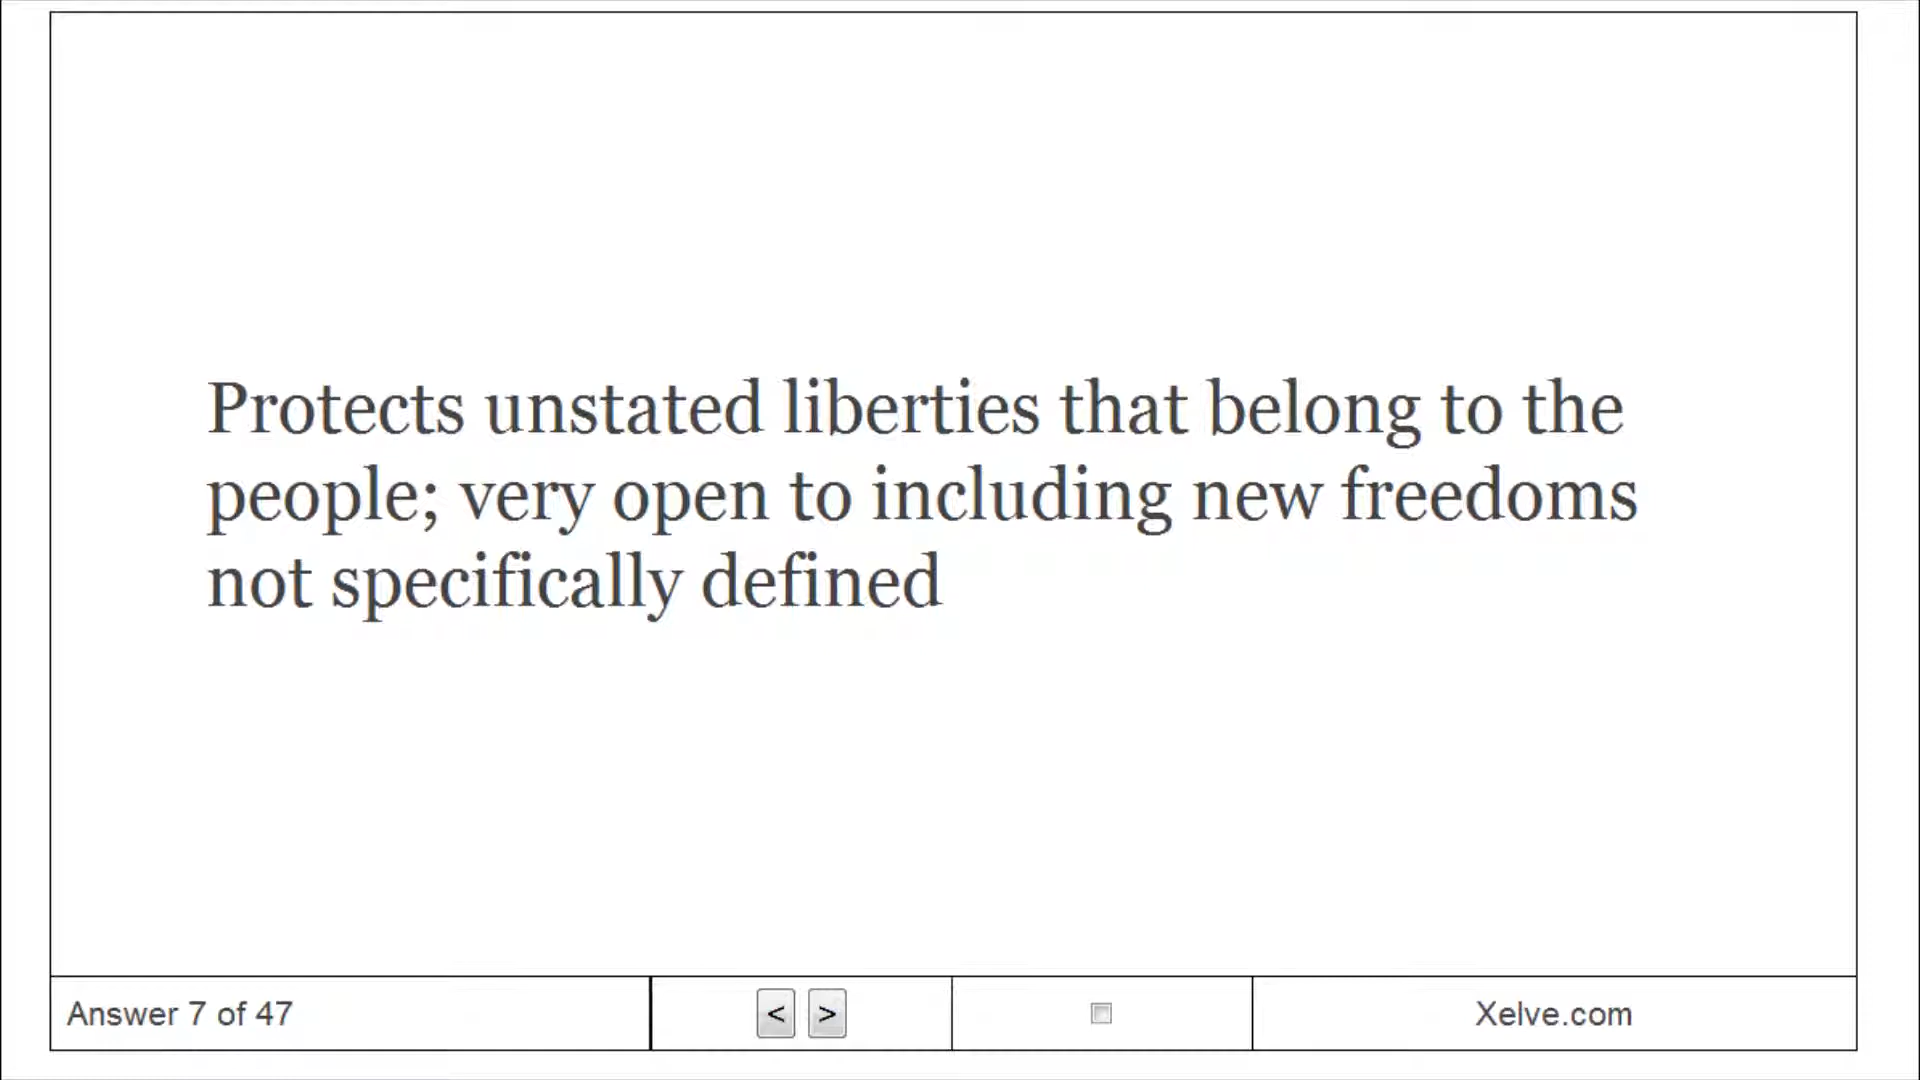 Protects unstated liberties that belong to the
people; very open to including new freedoms
not specifically defined
Answer 7 of 47
< >
Xelve.com